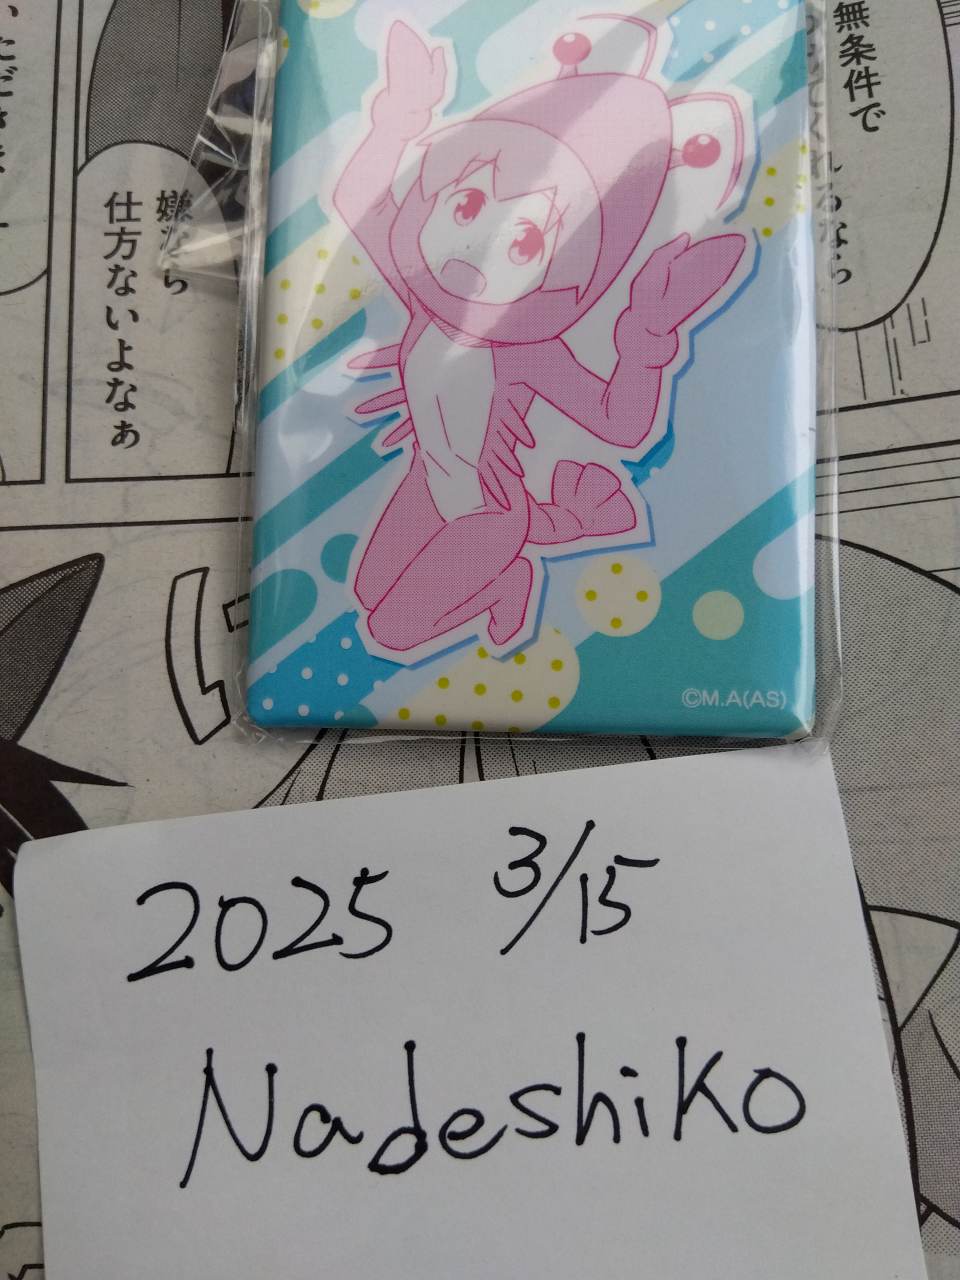 無条件で
嫌なら
仕方ないよなぁ
©M.A(AS)
2025 3/15
Nadeshiko